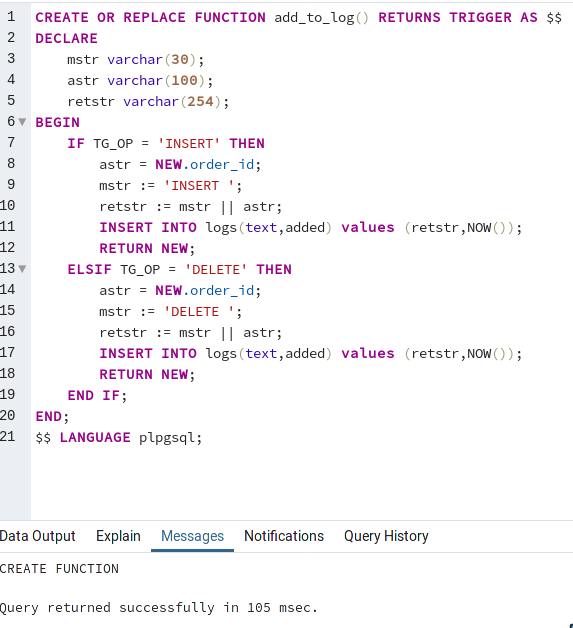 1 CREATE OR REPLACE FUNCTION add_to_log() RETURNS TRIGGER AS $$
2 DECLARE
3     mstr varchar(30);
4     astr varchar(100);
5     retstr varchar(254);
6 BEGIN
7     IF TG_OP = 'INSERT' THEN
8         astr = NEW.order_id;
9         mstr := 'INSERT ';
10         retstr := mstr || astr;
11         INSERT INTO logs(text,added) values (retstr,NOW());
12         RETURN NEW;
13     ELSIF TG_OP = 'DELETE' THEN
14         astr = NEW.order_id;
15         mstr := 'DELETE ';
16         retstr := mstr || astr;
17         INSERT INTO logs(text,added) values (retstr,NOW());
18         RETURN NEW;
19     END IF;
20 END;
21 $$ LANGUAGE plpgsql;
Data Output Explain Messages Notifications Query History
CREATE FUNCTION
Query returned successfully in 105 msec.